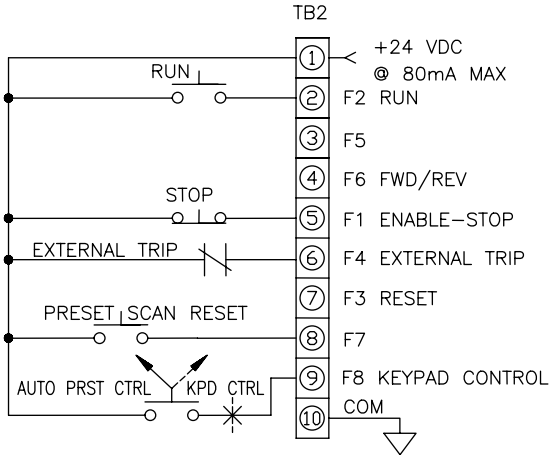 TB2
1 +24 VDC
@ 80mA MAX
RUN
2 F2 RUN
3 F5
4 F6 FWD/REV
STOP
5 F1 ENABLE-STOP
EXTERNAL TRIP
6 F4 EXTERNAL TRIP
7 F3 RESET
PRESET SCAN RESET
8 F7
9 F8 KEYPAD CONTROL
AUTO PRST CTRL KPD CTRL
10 COM